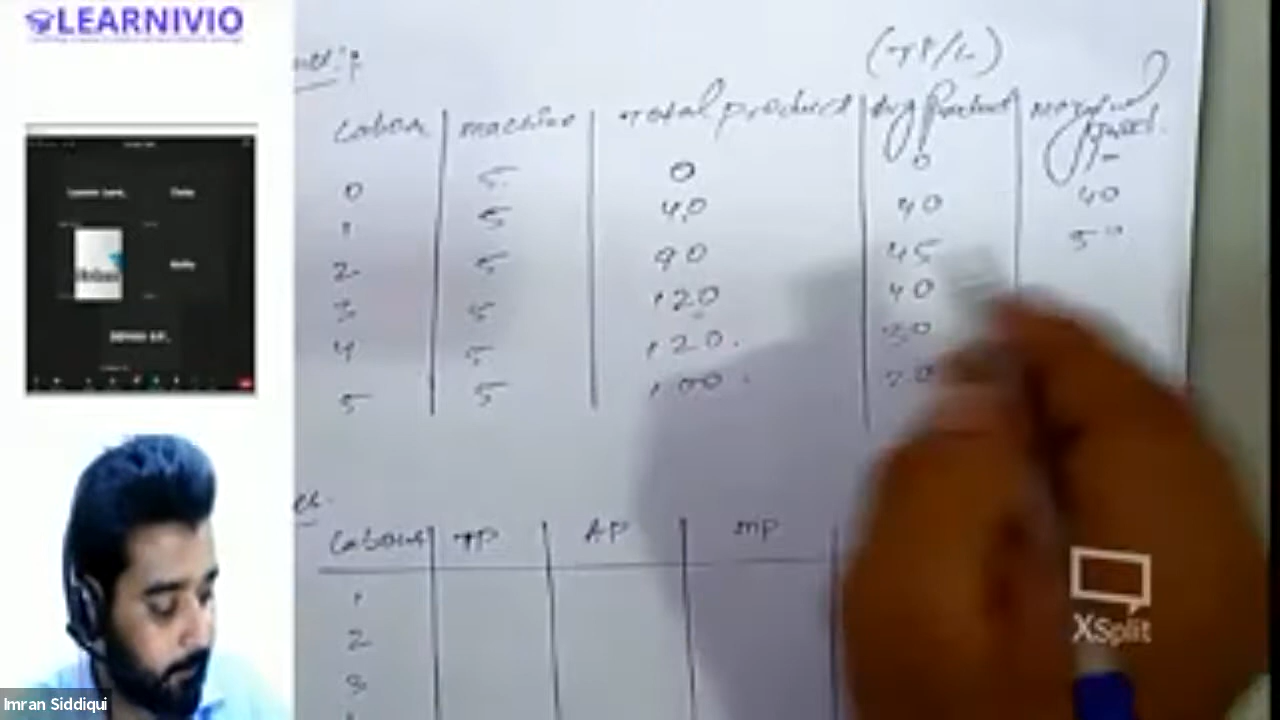 LEARNIVIO
(TP/L)
Labour machine Total product Avg Product Marginal Product
0 5 0 0 -
1 5 40 40 40
2 5 90 45 50
3 5 120 40
4 5 120 30
5 5 100 20
Labour TP AP MP
1
2
3
XSplit
Imran Siddiqui